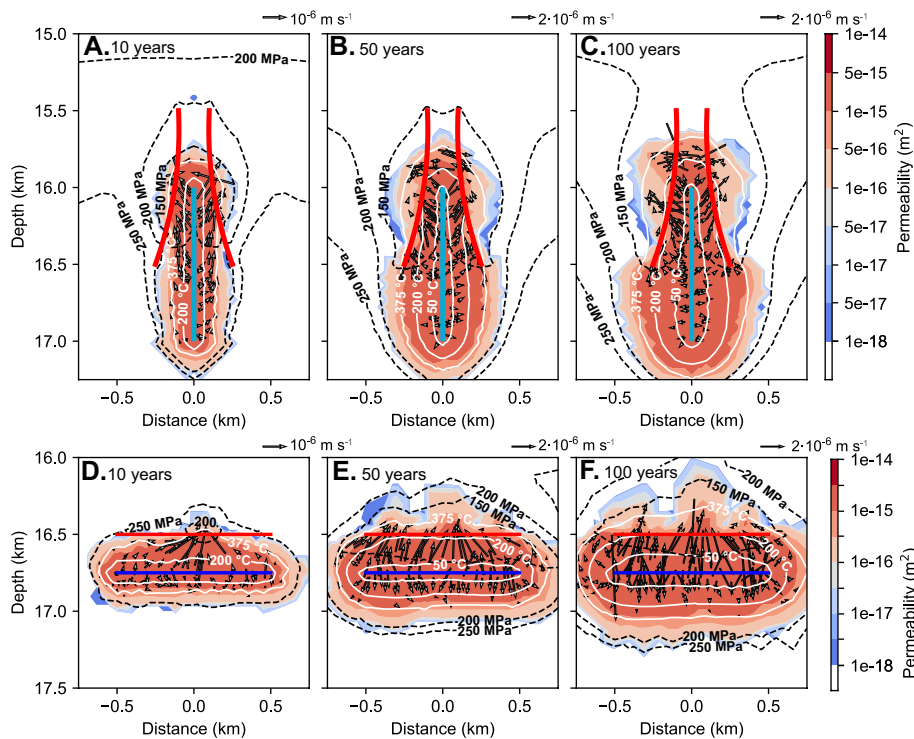 10⁻⁶ m s⁻¹ 2·10⁻⁶ m s⁻¹ 2·10⁻⁶ m s⁻¹
A. 10 years B. 50 years C. 100 years
15.0
15.5
16.0
16.5
17.0
Depth (km)
200 MPa
250 MPa
200 MPa
150 MPa
375 °C
200 °C
200 MPa
150 MPa
250 MPa
375 °C
200 °C
50 °C
150 MPa
200 MPa
250 MPa
375 °C
200 °C
50 °C
1e-14
5e-15
1e-15
5e-16
1e-16
5e-17
1e-17
5e-17
1e-18
Permeability (m²)
−0.5 0.0 0.5 −0.5 0.0 0.5 −0.5 0.0 0.5
Distance (km) Distance (km) Distance (km)
10⁻⁶ m s⁻¹ 2·10⁻⁶ m s⁻¹ 2·10⁻⁶ m s⁻¹
D. 10 years E. 50 years F. 100 years
16.0
16.5
17.0
17.5
Depth (km)
250 MPa
200
375 °C
200 °C
200 MPa
150 MPa
375 °C
200 °C
50 °C
200 MPa
250 MPa
200 MPa
150 MPa
375 °C
200 °C
50 °C
200 MPa
250 MPa
1e-14
5e-15
1e-15
1e-16
1e-17
1e-18
Permeability (m²)
−0.5 0.0 0.5 −0.5 0.0 0.5 −0.5 0.0 0.5
Distance (km) Distance (km) Distance (km)